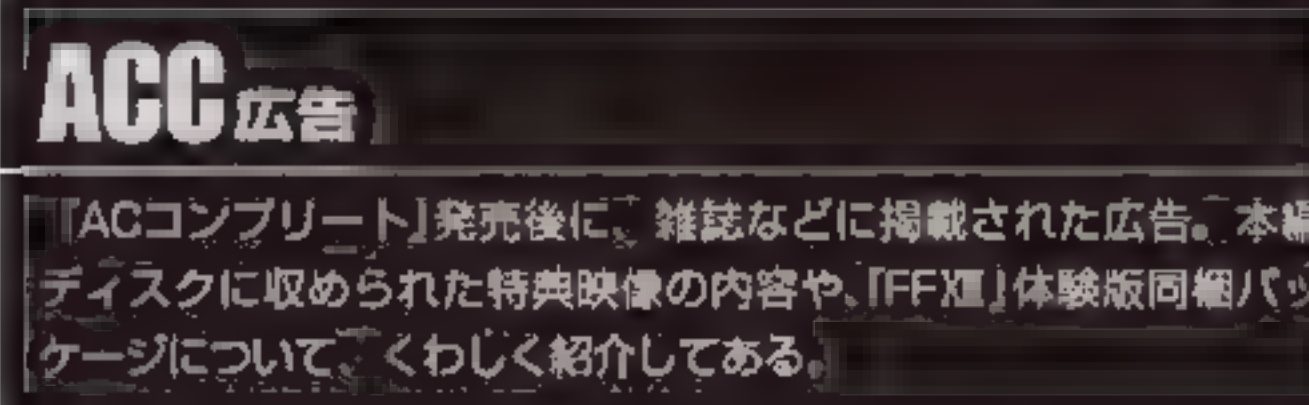 ACC広告
『ACコンプリート』発売後に、雑誌などに掲載された広告。本編
ディスクに収められた特典映像の内容や、『FFXIII』体験版同梱パッ
ケージについて、くわしく紹介してある。